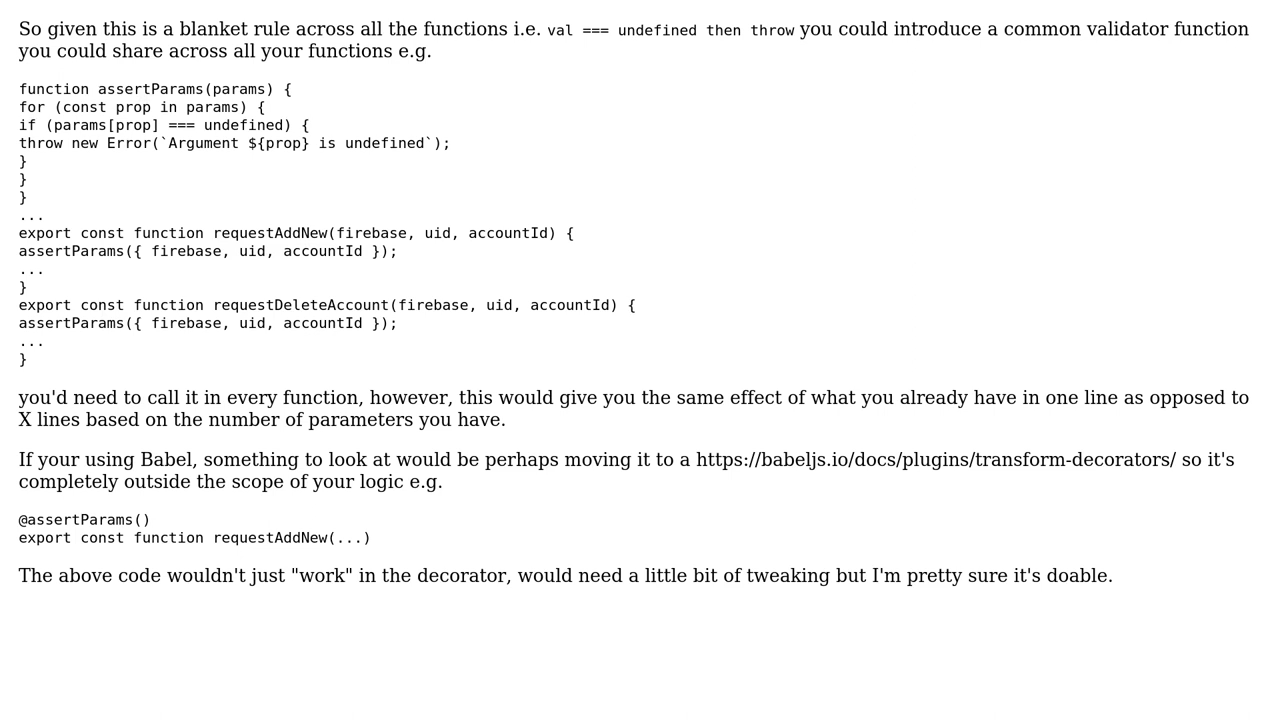 So given this is a blanket rule across all the functions i.e. val === undefined then throw you could introduce a common validator function
you could share across all your functions e.g.
function assertParams(params) {
for (const prop in params) {
if (params[prop] === undefined) {
throw new Error(`Argument ${prop} is undefined`);
}
}
}
...
export const function requestAddNew(firebase, uid, accountId) {
assertParams({ firebase, uid, accountId });
...
}
export const function requestDeleteAccount(firebase, uid, accountId) {
assertParams({ firebase, uid, accountId });
...
}
you'd need to call it in every function, however, this would give you the same effect of what you already have in one line as opposed to
X lines based on the number of parameters you have.
If your using Babel, something to look at would be perhaps moving it to a https://babeljs.io/docs/plugins/transform-decorators/ so it's
completely outside the scope of your logic e.g.
@assertParams()
export const function requestAddNew(...)
The above code wouldn't just "work" in the decorator, would need a little bit of tweaking but I'm pretty sure it's doable.